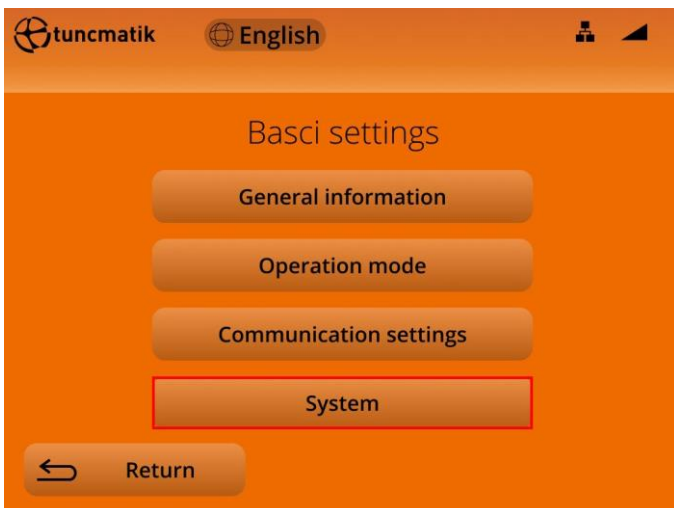 tuncmatik English
Basci settings
General information
Operation mode
Communication settings
System
Return